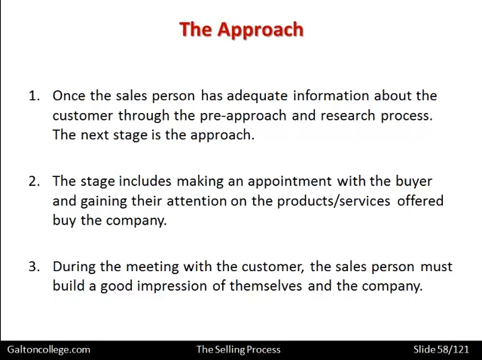 The Approach
1. Once the sales person has adequate information about the
customer through the pre-approach and research process.
The next stage is the approach.
2. The stage includes making an appointment with the buyer
and gaining their attention on the products/services offered
buy the company.
3. During the meeting with the customer, the sales person must
build a good impression of themselves and the company.
Galtoncollege.com The Selling Process Slide 58/121